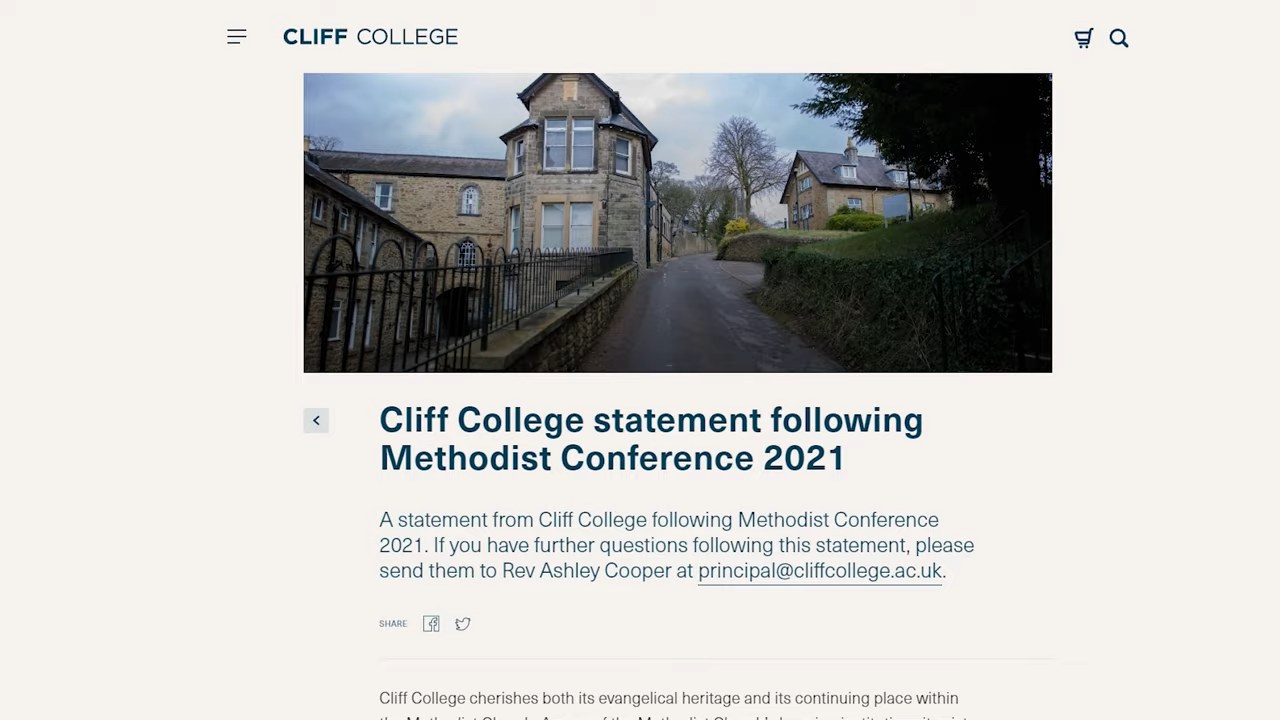 CLIFF COLLEGE
Cliff College statement following
Methodist Conference 2021
A statement from Cliff College following Methodist Conference
2021. If you have further questions following this statement, please
send them to Rev Ashley Cooper at principal@cliffcollege.ac.uk.
SHARE
Cliff College cherishes both its evangelical heritage and its continuing place within